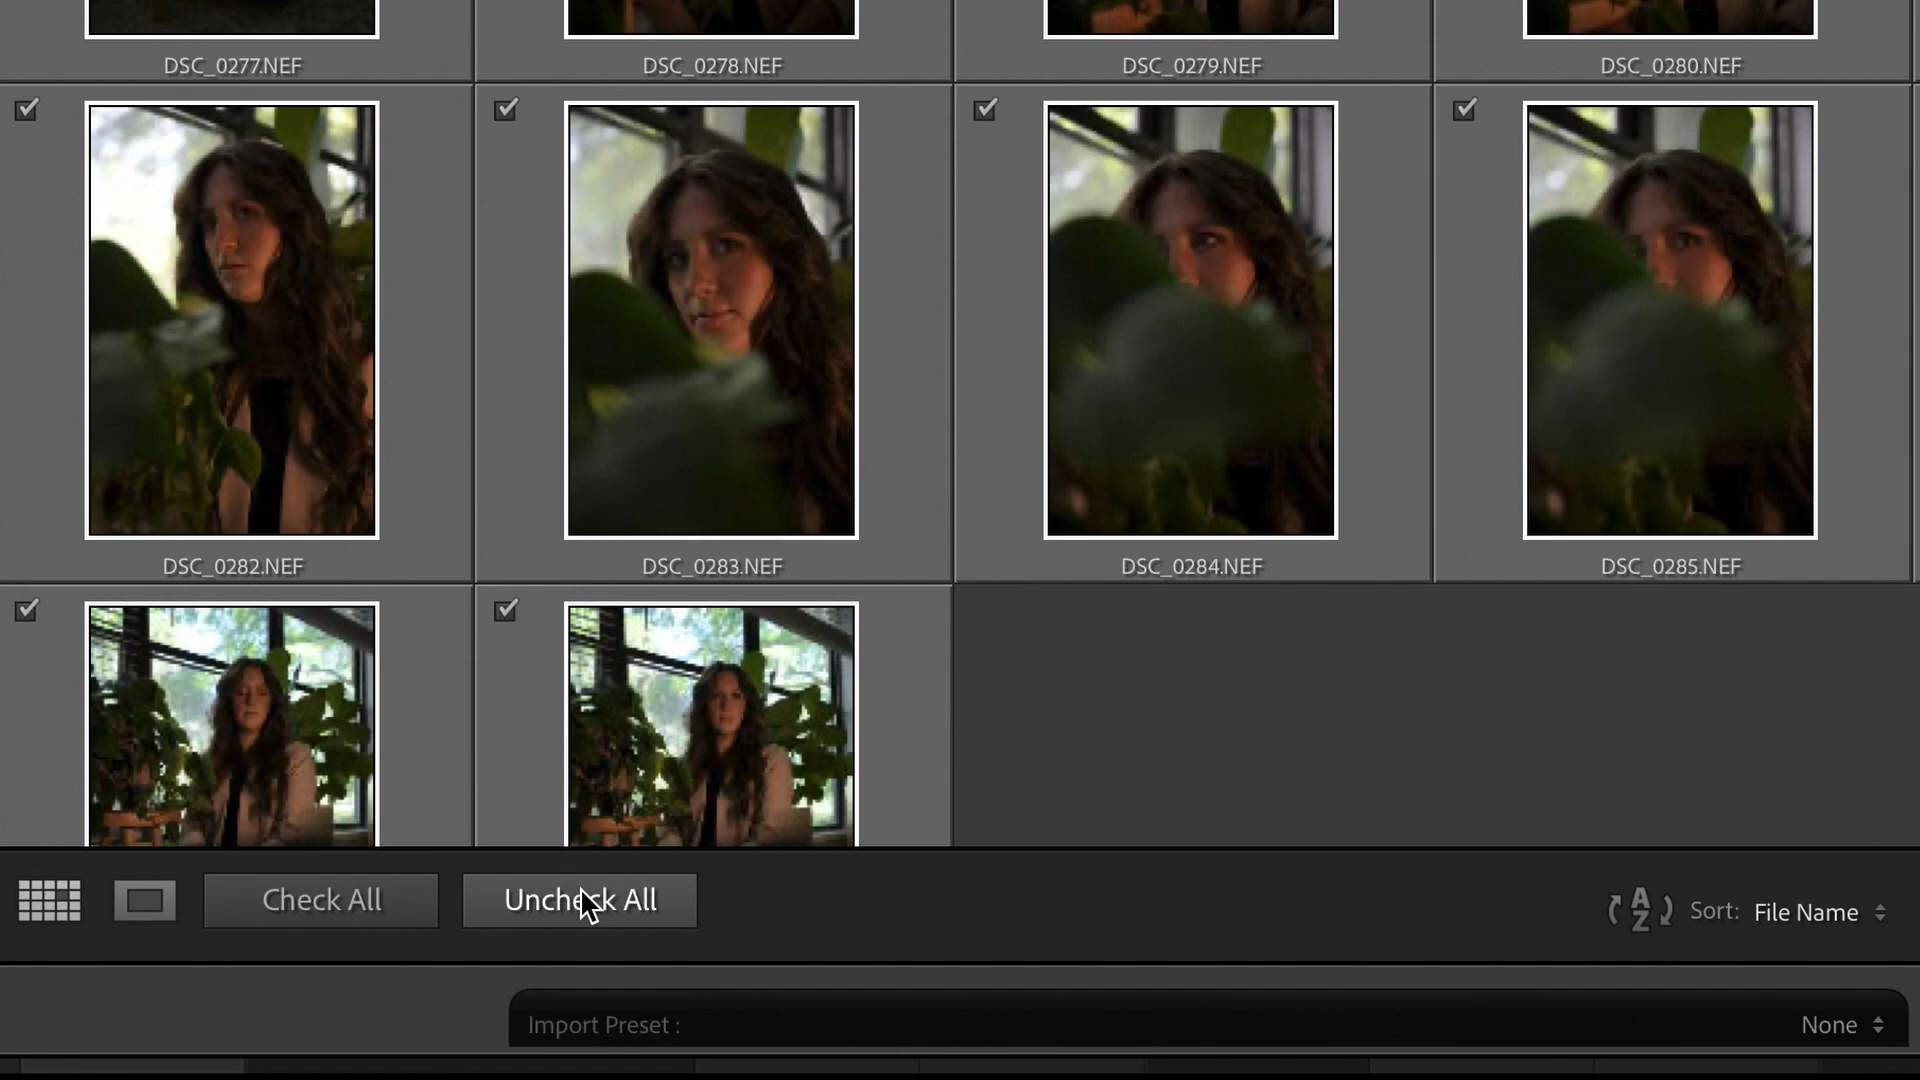 DSC_0277.NEF
DSC_0278.NEF
DSC_0279.NEF
DSC_0280.NEF
DSC_0282.NEF
DSC_0283.NEF
DSC_0284.NEF
DSC_0285.NEF
Check All
Uncheck All
A
Z
Sort: File Name
Import Preset : None